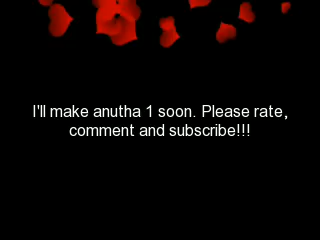 I'll make anutha 1 soon. Please rate,
comment and subscribe!!!